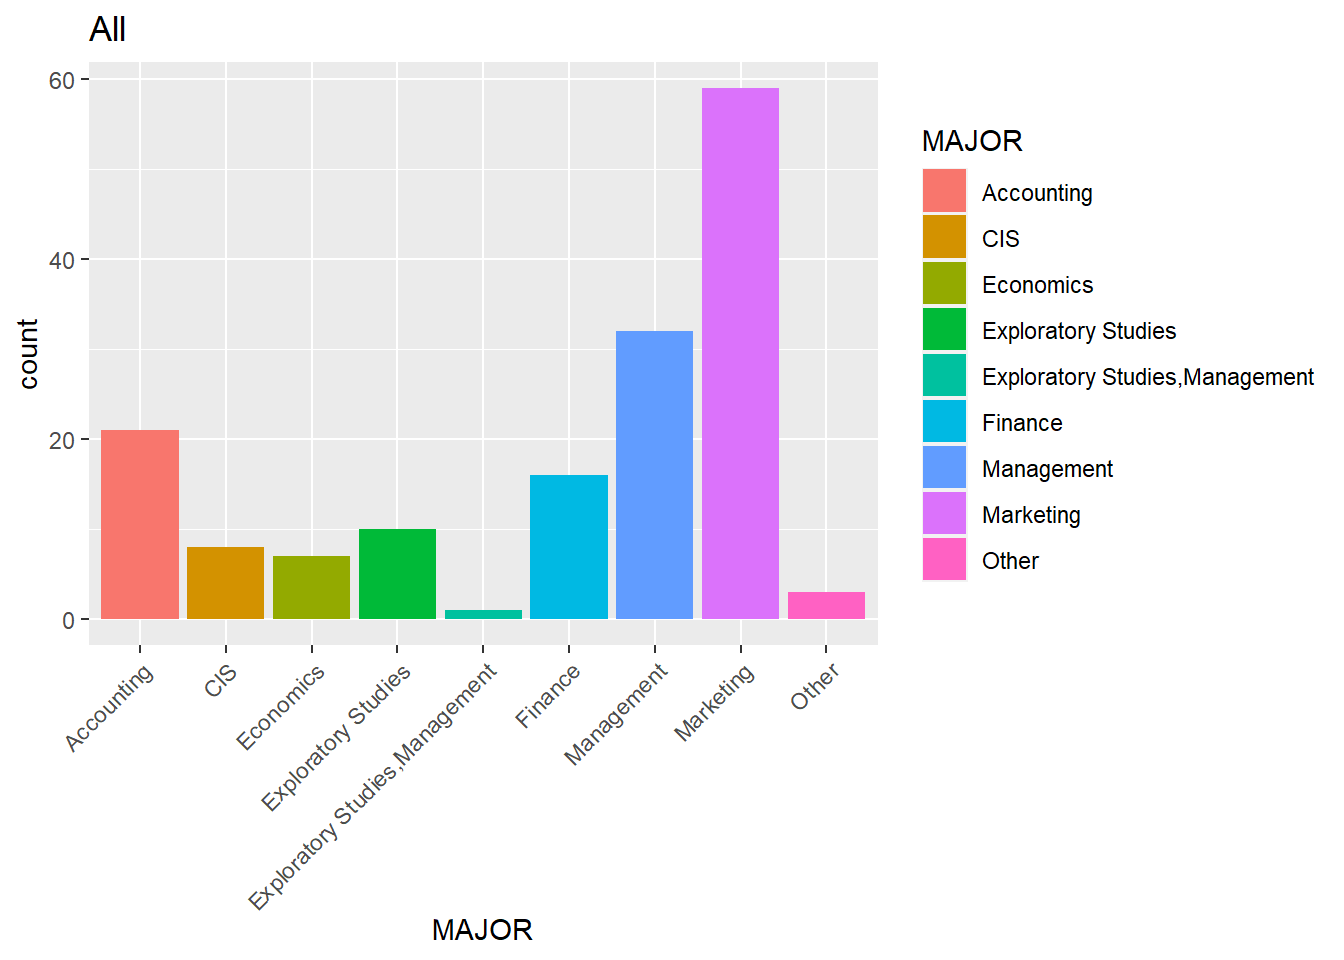 All
count
60
40
20
0
Accounting
CIS
Economics
Exploratory Studies
Exploratory Studies,Management
Finance
Management
Marketing
Other
MAJOR
MAJOR
Accounting
CIS
Economics
Exploratory Studies
Exploratory Studies,Management
Finance
Management
Marketing
Other